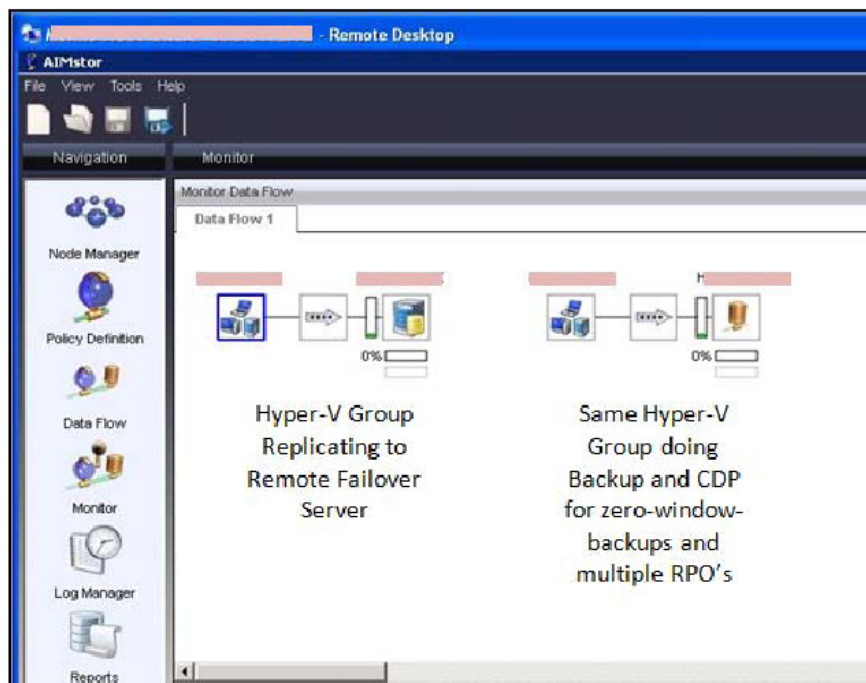 - Remote Desktop
AIMstor
File View Tools Help
Navigation
Monitor
Monitor Data Flow
Data Flow 1
Node Manager
Policy Definition
Data Flow
Monitor
Log Manager
Reports
0%
0%
Hyper-V Group
Replicating to
Remote Failover
Server
Same Hyper-V
Group doing
Backup and CDP
for zero-window-
backups and
multiple RPO's